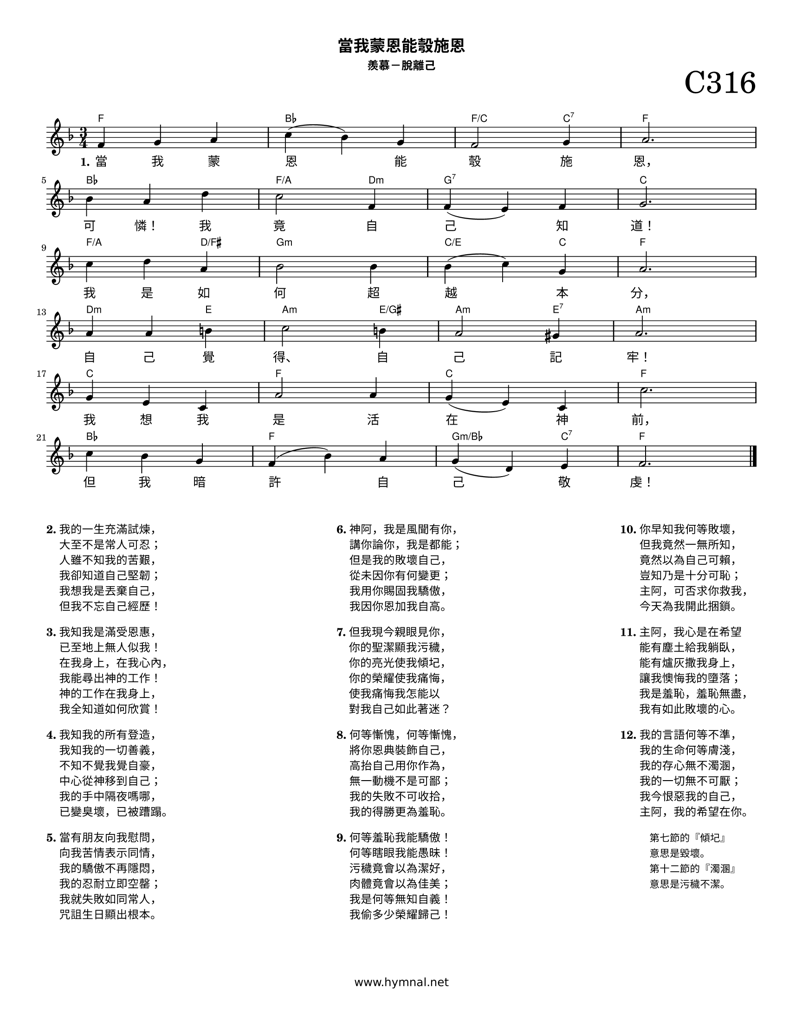 當我蒙恩能彀施恩
羨慕－脫離己
C316
F B♭ F/C C7 F
1. 當 我 蒙 恩 能 彀 施 恩，
5 B♭ F/A Dm G7 C
可 憐！ 我 竟 自 己 知 道！
9 F/A D/F# Gm C/E C F
我 是 如 何 超 越 本 分，
13 Dm E Am E/G# Am E7 Am
自 己 覺 得、 自 己 記 牢！
17 C F C F
我 想 我 是 活 在 神 前，
21 B♭ F Gm/B♭ C7 F
但 我 暗 許 自 己 敬 虔！
2. 我的一生充滿試煉，
大至不是常人可忍；
人雖不知我的苦艱，
我卻知道自己堅韌；
我想我是丟棄自己，
但我不忘自己經歷！
3. 我知我是滿受恩惠，
已至地上無人似我！
在我身上，在我心內，
我能尋出神的工作！
神的工作在我身上，
我全知道如何欣賞！
4. 我知我的所有登造，
我知我的一切善義，
不知不覺我覺自豪，
中心從神移到自己；
我的手中隔夜嗎哪，
已變臭壞，已被蹧蹋。
5. 當有朋友向我慰問，
向我苦情表示同情，
我的驕傲不再隱悶，
我的忍耐立即空罄；
我就失敗如同常人，
咒詛生日顯出根本。
6. 神阿，我是風聞有你，
講你論你，我是都能；
但是我的敗壞自己，
從未因你有何變更；
我用你賜固我驕傲，
我因你恩加我自高。
7. 但我現今親眼見你，
你的聖潔顯我污穢，
你的亮光使我傾圮，
你的榮耀使我痛悔，
使我痛悔我怎能以
對我自己如此著迷？
8. 何等慚愧，何等慚愧，
將你恩典裝飾自己，
高抬自己用你作為，
無一動機不是可鄙；
我的失敗不可收拾，
我的得勝更為羞恥。
9. 何等羞恥我能驕傲！
何等瞎眼我能愚昧！
污穢竟會以為潔好，
肉體竟會以為佳美；
我是何等無知自義！
我偷多少榮耀歸己！
10. 你早知我何等敗壞，
但我竟然一無所知，
竟然以為自己可賴，
豈知乃是十分可恥；
主阿，可否求你救我，
今天為我開此捆鎖。
11. 主阿，我心是在希望
能有塵土給我躺臥，
能有爐灰撒我身上，
讓我懊悔我的墮落；
我是羞恥，羞恥無盡，
我有如此敗壞的心。
12. 我的言語何等不準，
我的生命何等膚淺，
我的存心無不濁溷，
我的一切無不可厭；
我今恨惡我的自己，
主阿，我的希望在你。
第七節的『傾圮』
意思是毀壞。
第十二節的『濁溷』
意思是污穢不潔。
www.hymnal.net